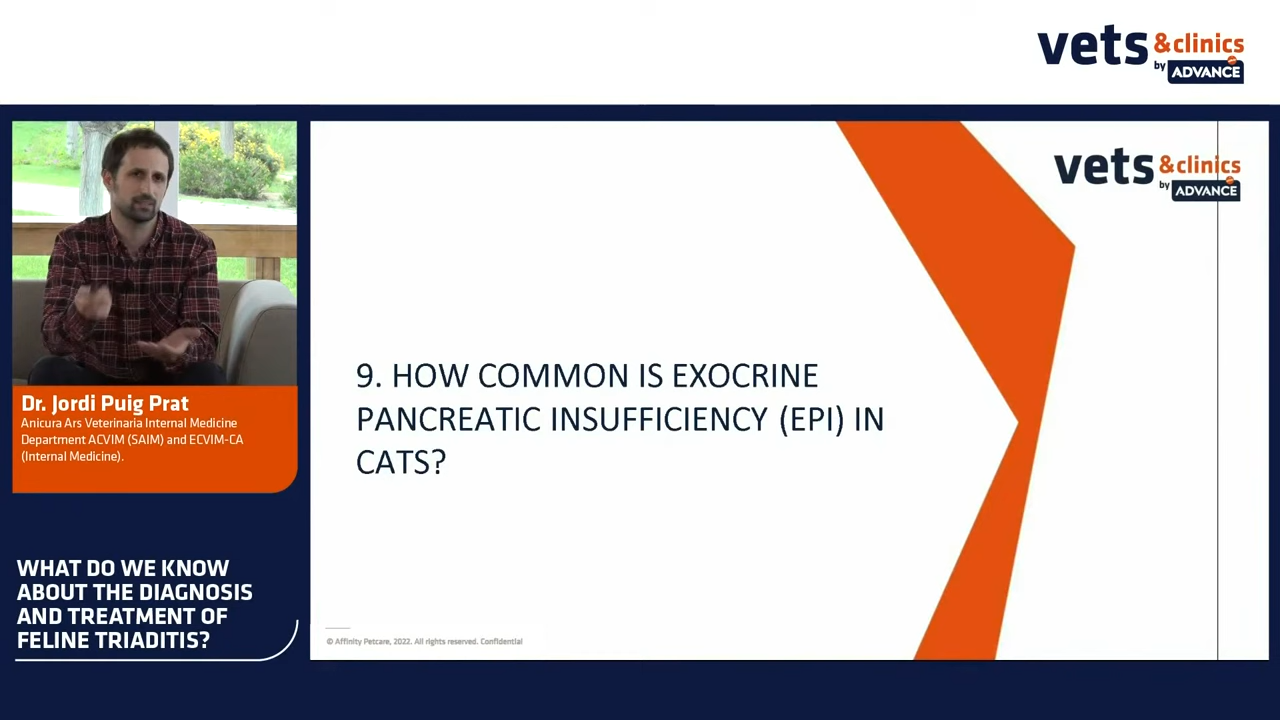 vets &clinics
by ADVANCE
vets &clinics
by ADVANCE
9. HOW COMMON IS EXOCRINE
PANCREATIC INSUFFICIENCY (EPI) IN
CATS?
© Affinity Petcare, 2022. All rights reserved. Confidential
Dr. Jordi Puig Prat
Anicura Ars Veterinaria Internal Medicine
Department ACVIM (SAIM) and ECVIM-CA
(Internal Medicine).
WHAT DO WE KNOW
ABOUT THE DIAGNOSIS
AND TREATMENT OF
FELINE TRIADITIS?